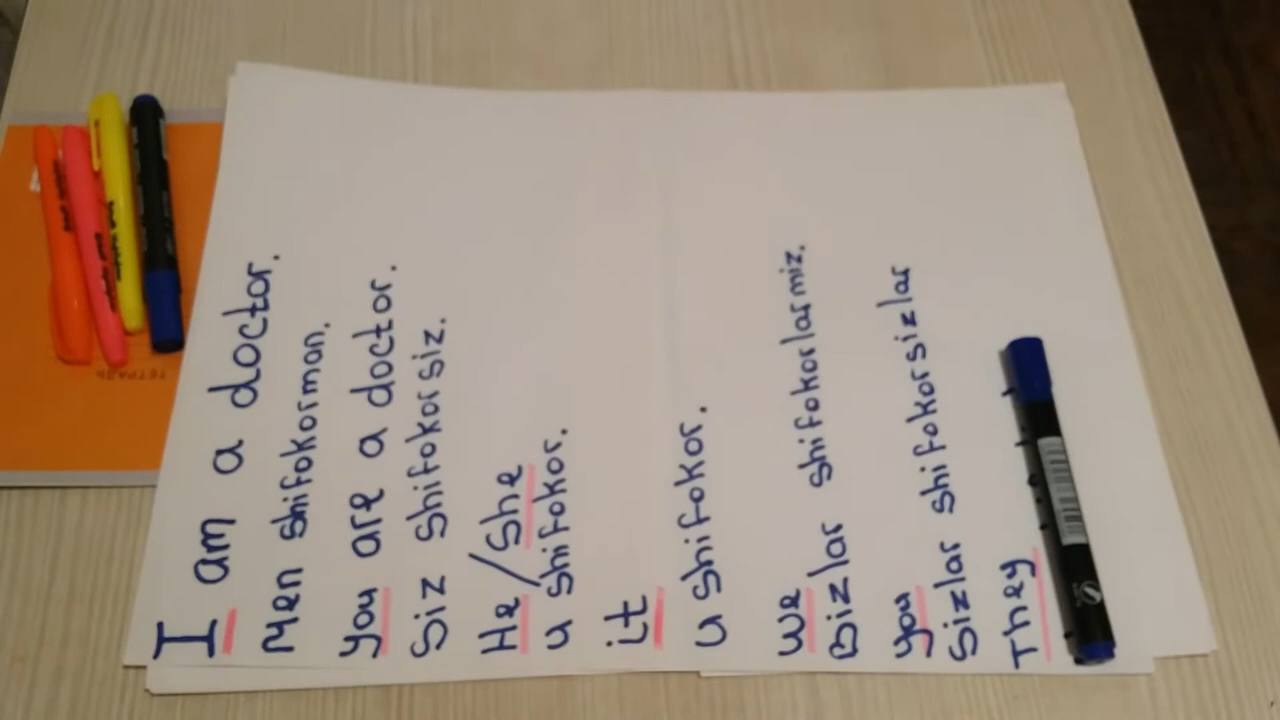 I am a doctor.
Men shifokorman.
you are a doctor.
Siz shifokorsiz.
He/She
u shifokor.
it
u shifokor.
we
Bizlar shifokorlarmiz.
you
Sizlar shifokorsizlar
They
ТЕТРАДЬ